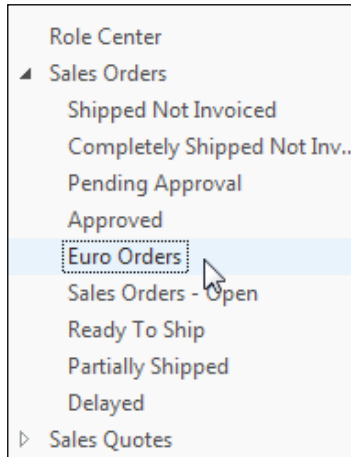 Role Center
Sales Orders
Shipped Not Invoiced
Completely Shipped Not Inv..
Pending Approval
Approved
Euro Orders
Sales Orders - Open
Ready To Ship
Partially Shipped
Delayed
Sales Quotes